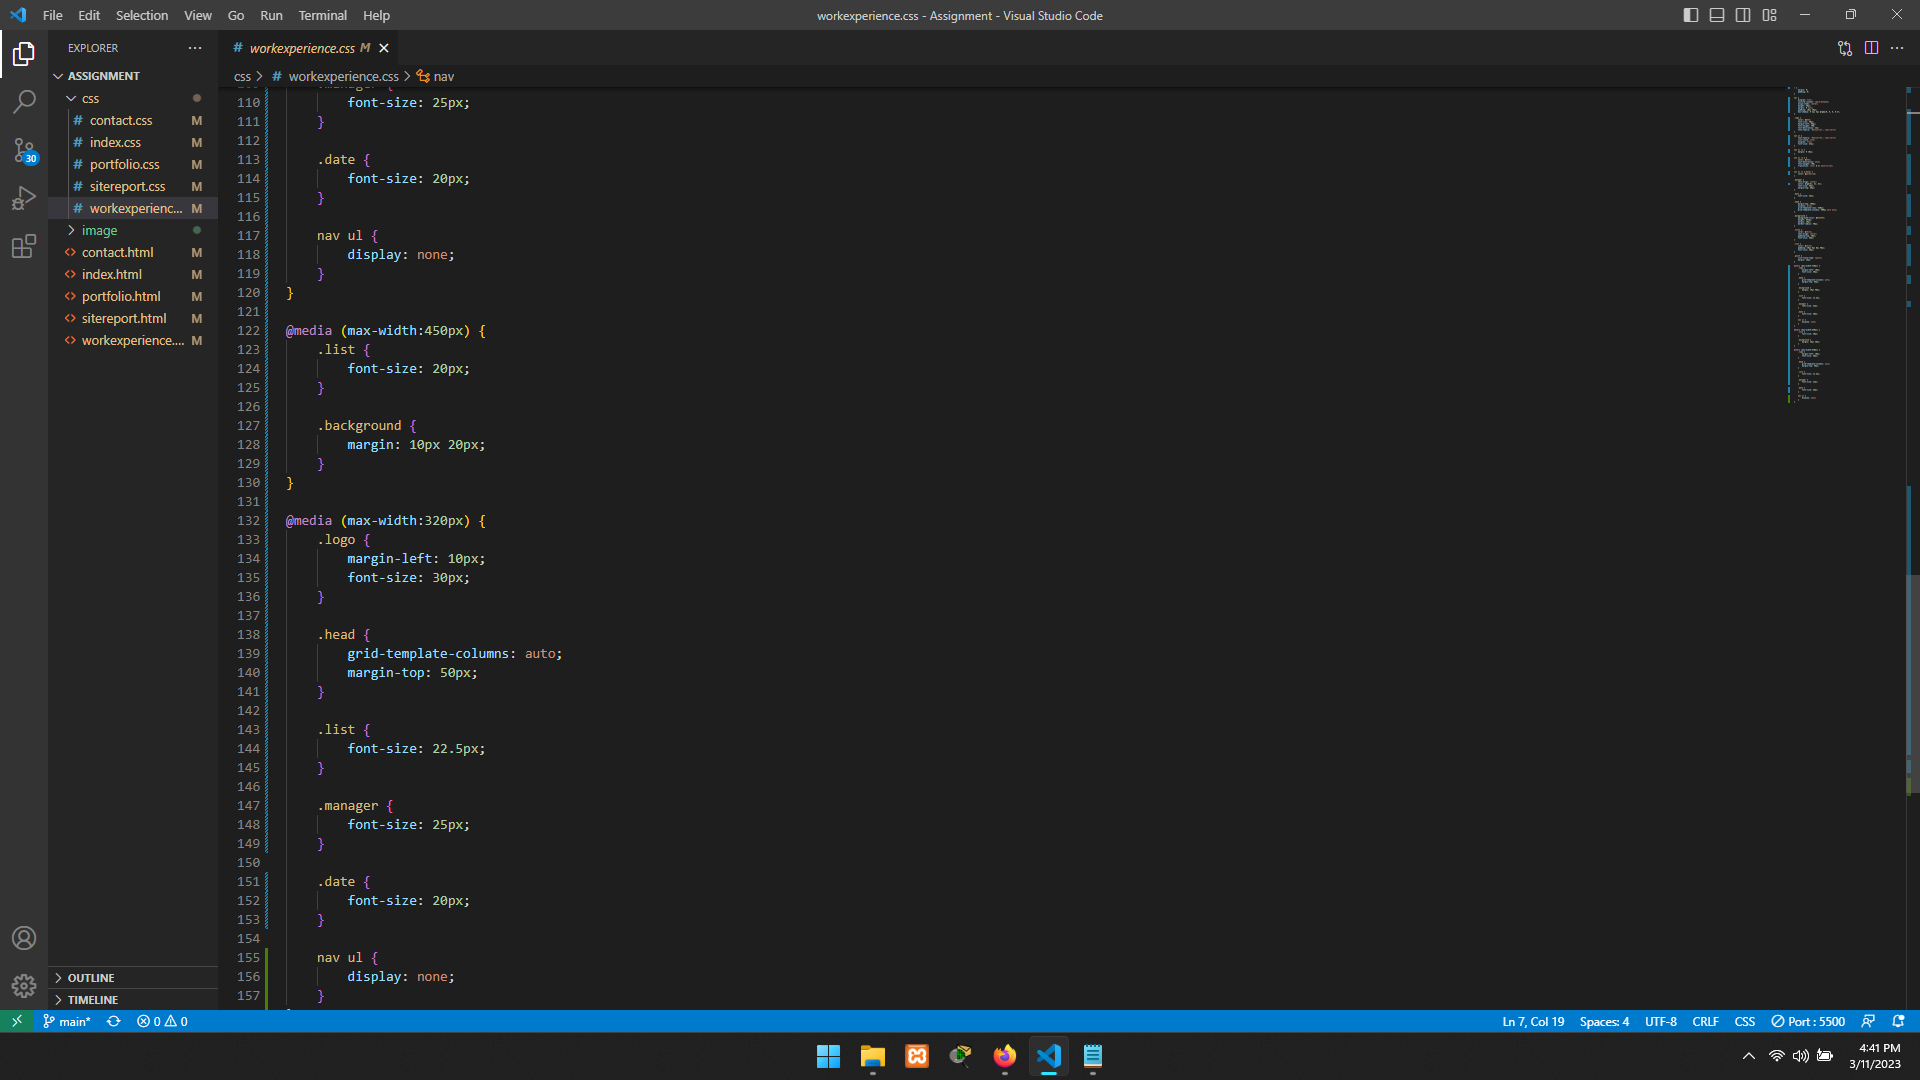 File Edit Selection View Go Run Terminal Help
workexperience.css - Assignment - Visual Studio Code
EXPLORER
ASSIGNMENT
css
# contact.css M
# index.css M
# portfolio.css M
# sitereport.css M
# workexperienc... M
image
<> contact.html M
<> index.html M
<> portfolio.html M
<> sitereport.html M
<> workexperience.... M
OUTLINE
TIMELINE
30
# workexperience.css M
css > # workexperience.css > nav
110 font-size: 25px;
111 }
112
113 .date {
114 font-size: 20px;
115 }
116
117 nav ul {
118 display: none;
119 }
120 }
121
122 @media (max-width:450px) {
123 .list {
124 font-size: 20px;
125 }
126
127 .background {
128 margin: 10px 20px;
129 }
130 }
131
132 @media (max-width:320px) {
133 .logo {
134 margin-left: 10px;
135 font-size: 30px;
136 }
137
138 .head {
139 grid-template-columns: auto;
140 margin-top: 50px;
141 }
142
143 .list {
144 font-size: 22.5px;
145 }
146
147 .manager {
148 font-size: 25px;
149 }
150
151 .date {
152 font-size: 20px;
153 }
154
155 nav ul {
156 display: none;
157 }
main* 0 0
Ln 7, Col 19 Spaces: 4 UTF-8 CRLF CSS Port : 5500
4:41 PM
3/11/2023